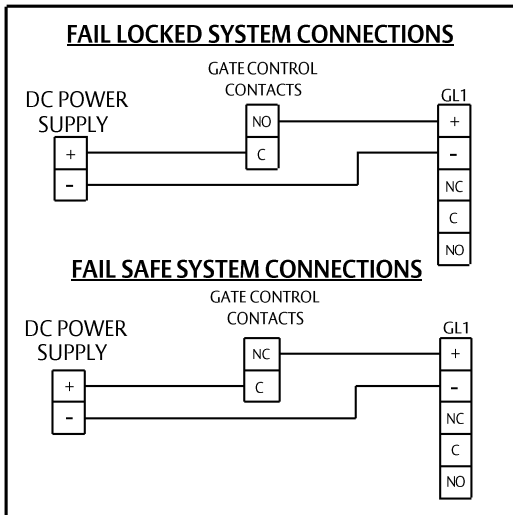 FAIL LOCKED SYSTEM CONNECTIONS
GATE CONTROL
CONTACTS
DC POWER
SUPPLY
GL1
NO
+
+
C
-
-
NC
C
NO
FAIL SAFE SYSTEM CONNECTIONS
GATE CONTROL
CONTACTS
DC POWER
SUPPLY
GL1
NC
+
+
C
-
-
NC
C
NO